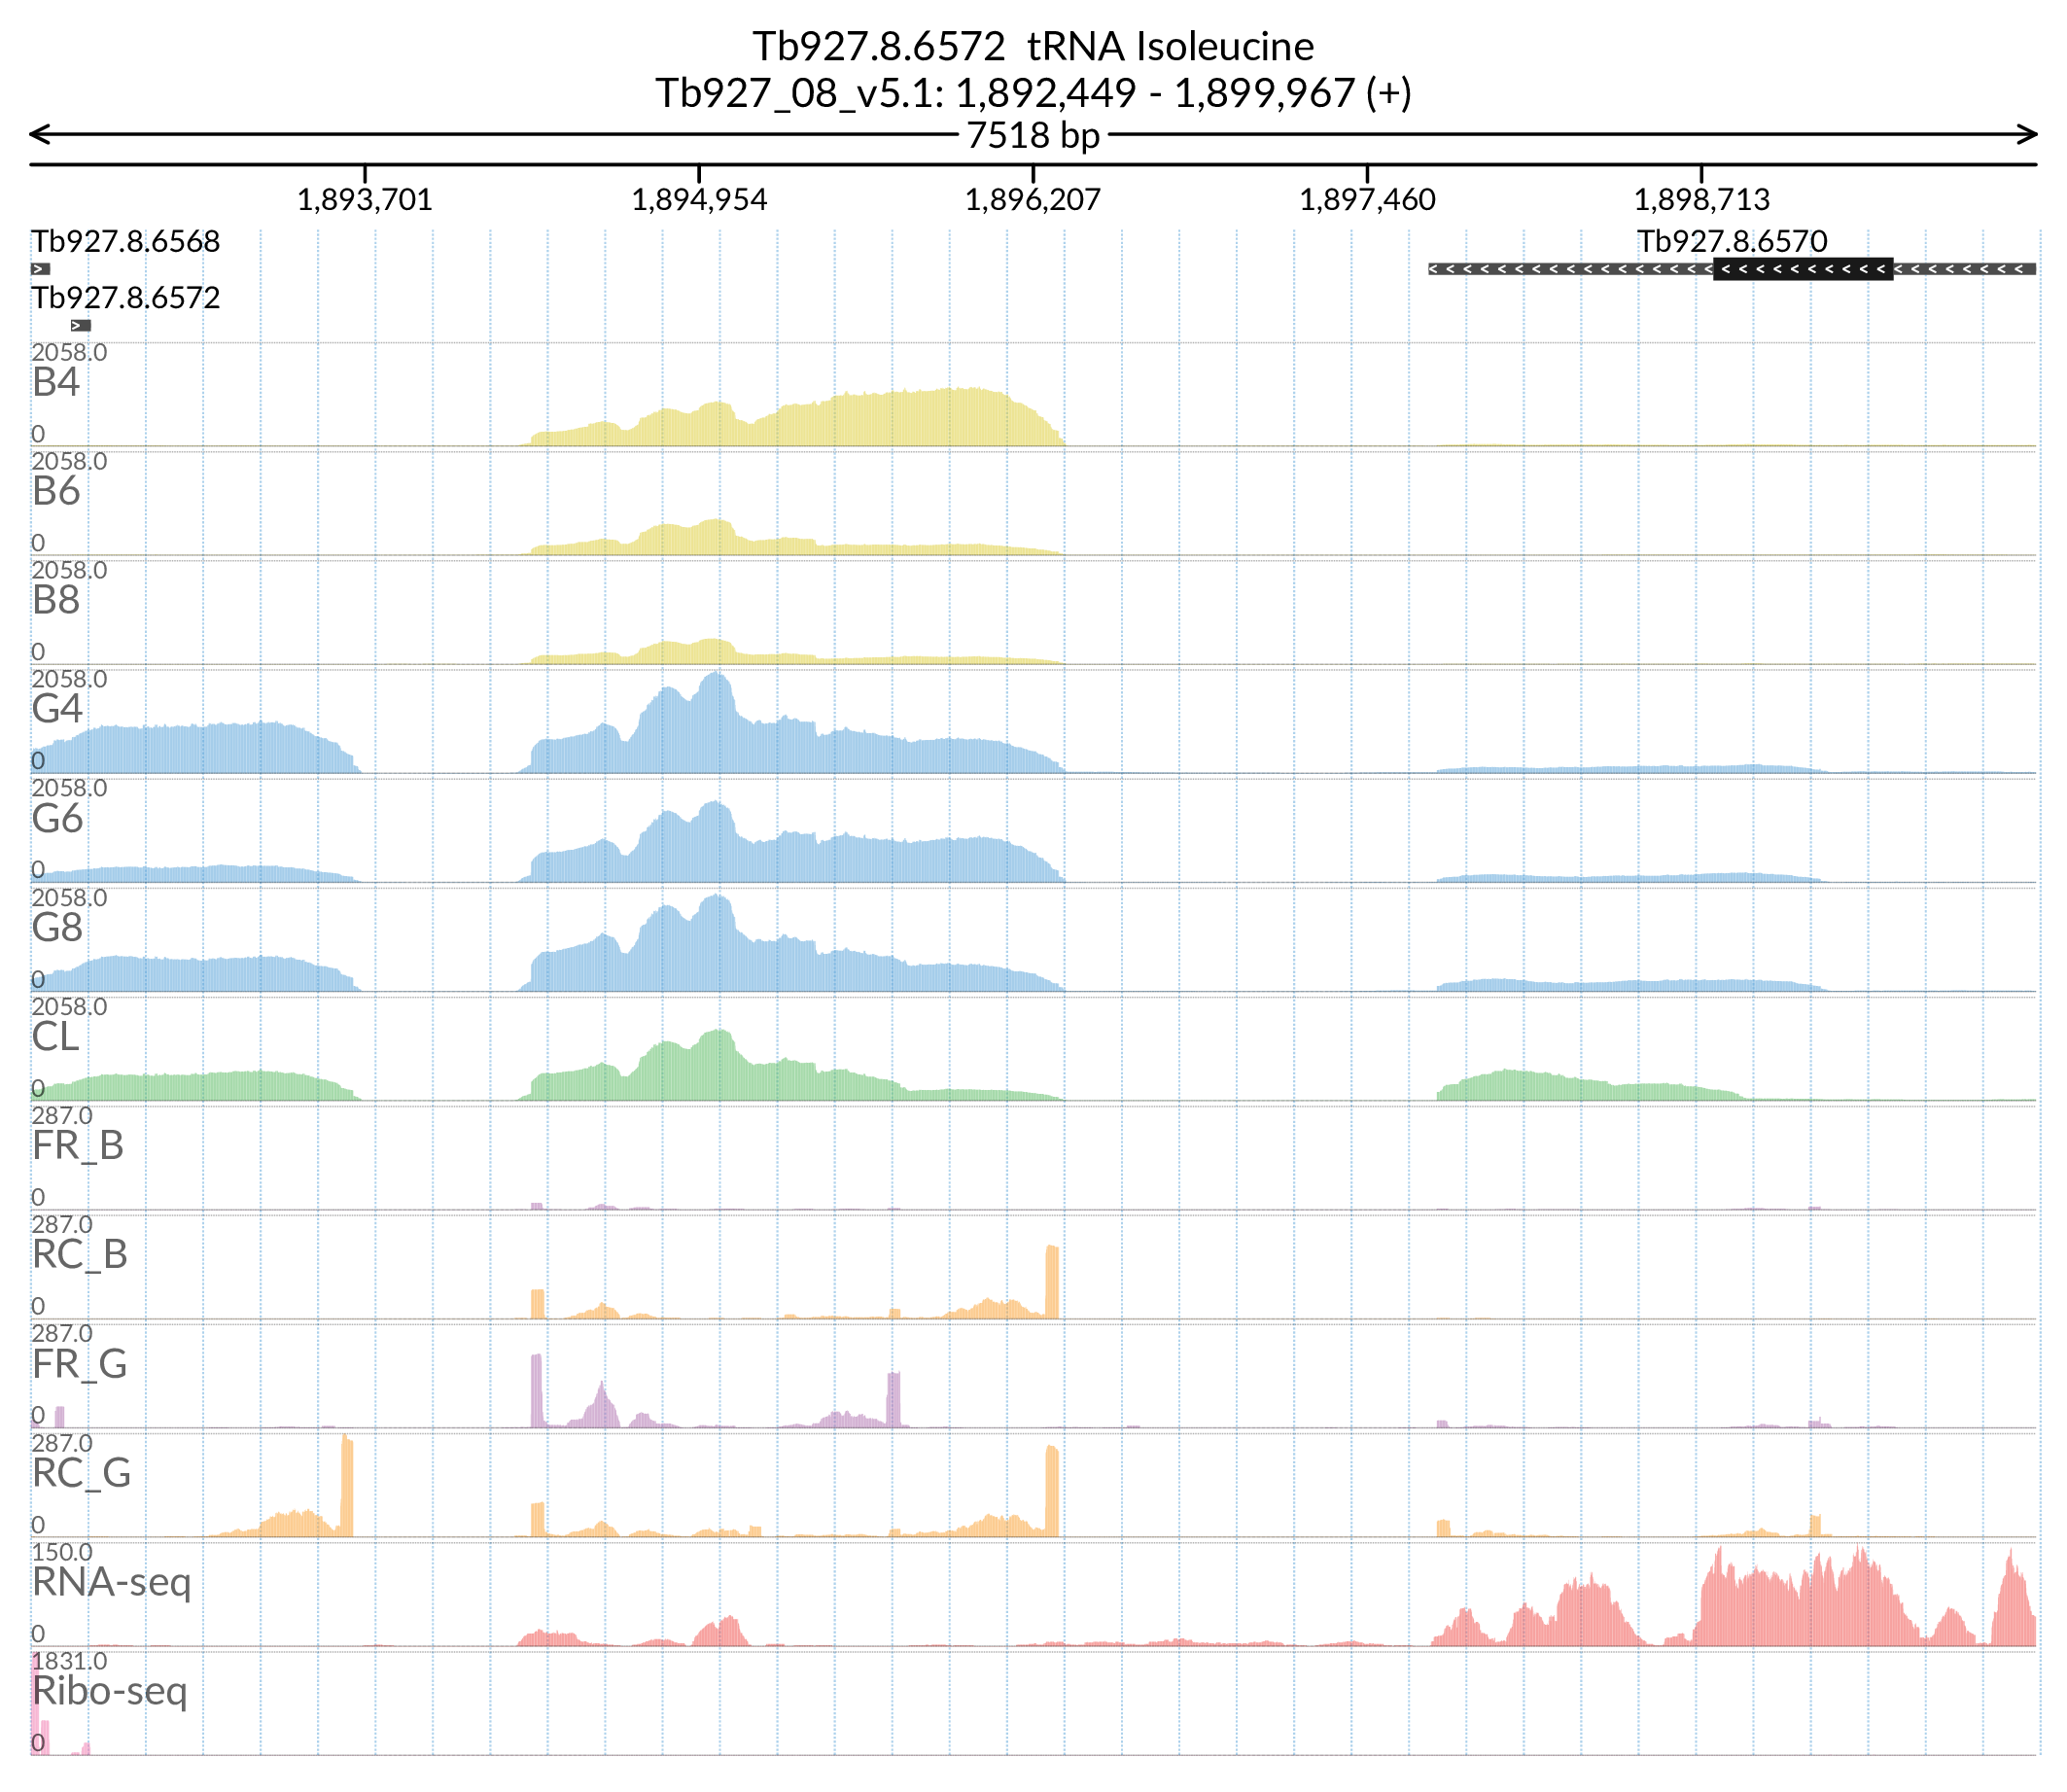 Tb927.8.6572  tRNA Isoleucine
Tb927_08_v5.1: 1,892,449 - 1,899,967 (+)
7518 bp
1,893,701 1,894,954 1,896,207 1,897,460 1,898,713
Tb927.8.6568 Tb927.8.6570
Tb927.8.6572
2058.0
B4
0
2058.0
B6
0
2058.0
B8
0
2058.0
G4
0
2058.0
G6
0
2058.0
G8
0
2058.0
CL
0
287.0
FR_B
0
287.0
RC_B
0
287.0
FR_G
0
287.0
RC_G
0
150.0
RNA-seq
0
1831.0
Ribo-seq
0